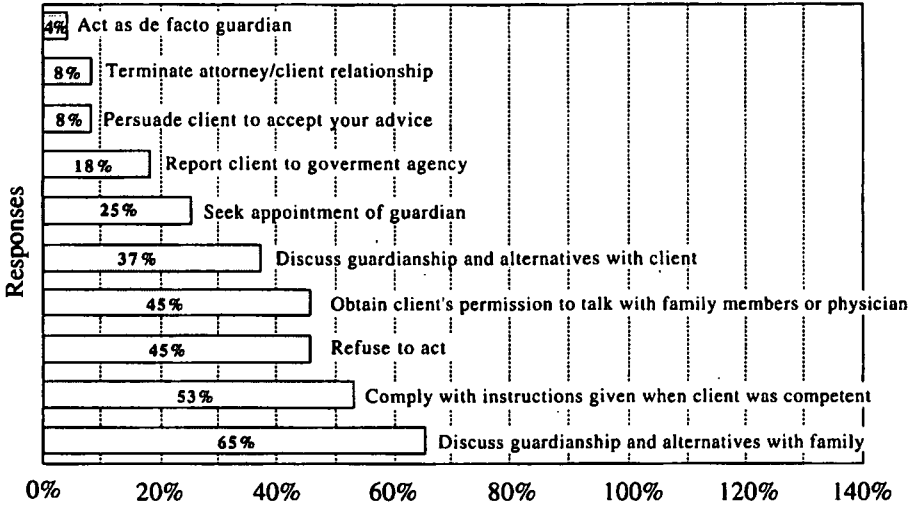 4% Act as de facto guardian
8% Terminate attorney/client relationship
8% Persuade client to accept your advice
18% Report client to goverment agency
25% Seek appointment of guardian
37% Discuss guardianship and alternatives with client
45% Obtain client's permission to talk with family members or physician
45% Refuse to act
53% Comply with instructions given when client was competent
65% Discuss guardianship and alternatives with family
Responses
0% 20% 40% 60% 80% 100% 120% 140%